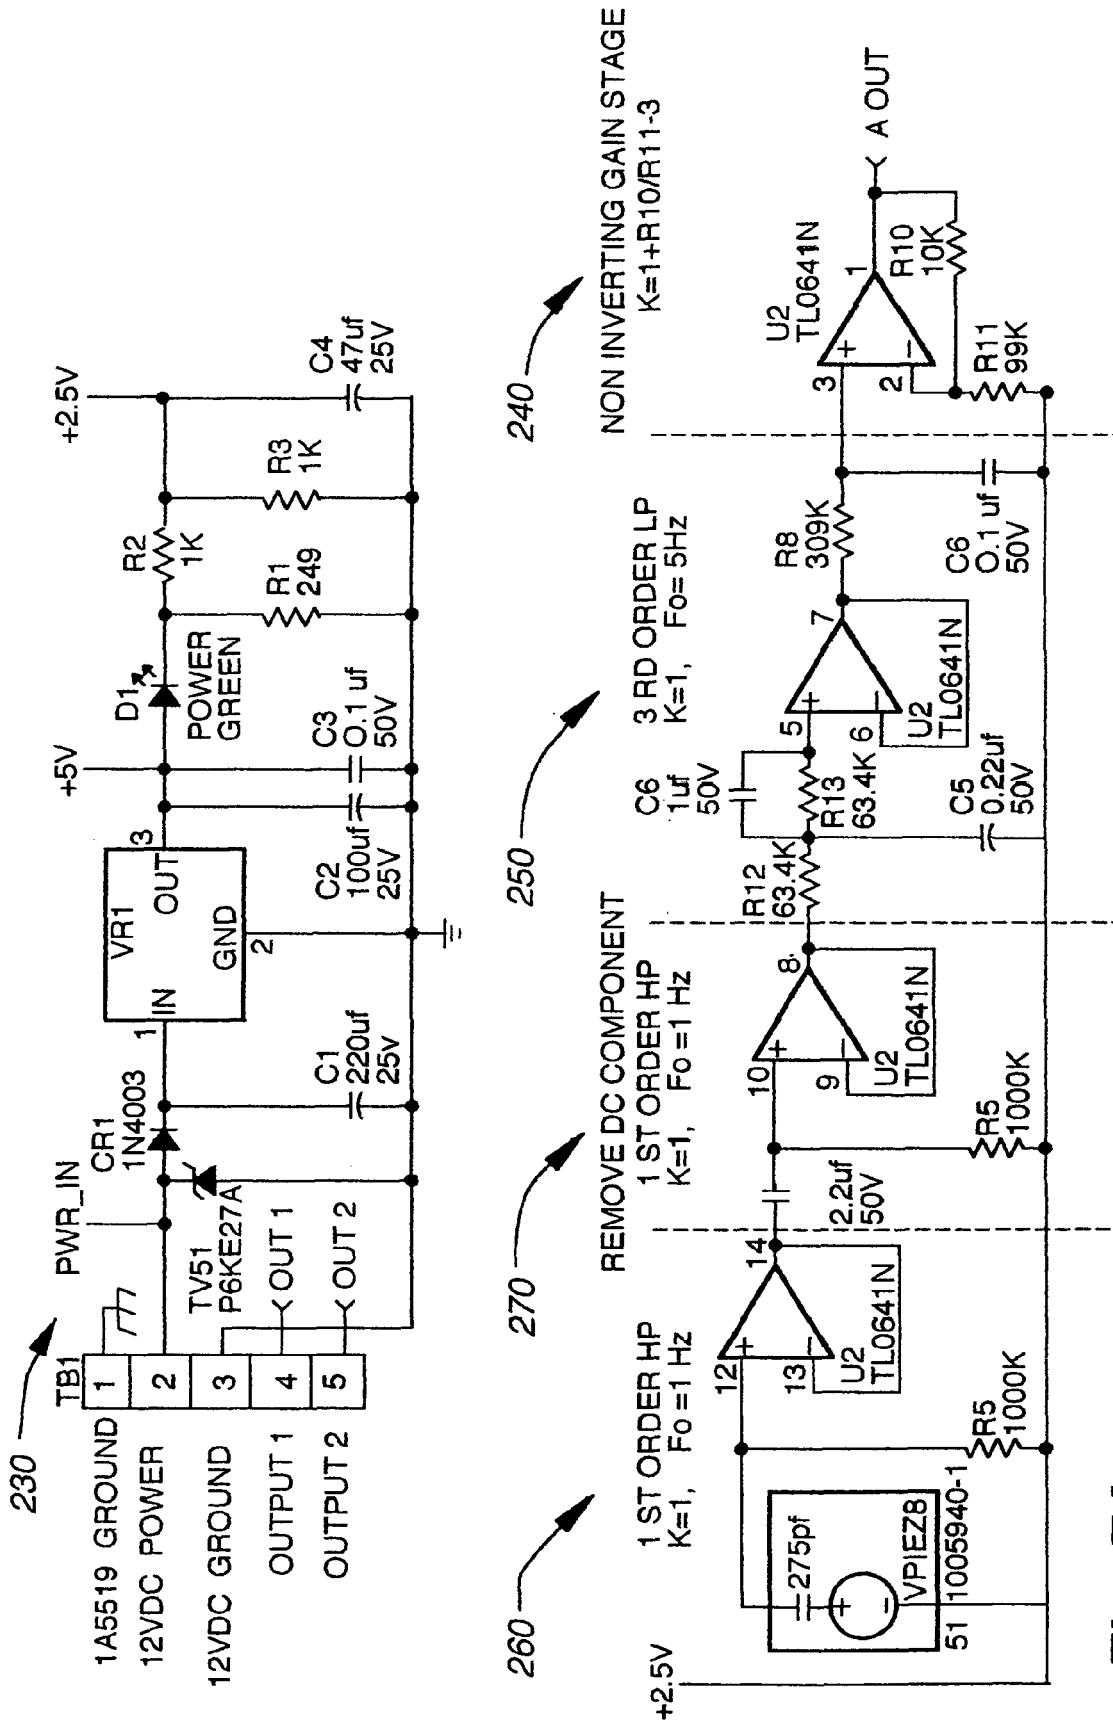 230
PWR_IN
+5V
+2.5V
TB1
1A5519 GROUND
1
12VDC POWER
2
12VDC GROUND
3
OUTPUT 1
4
OUT 1
OUTPUT 2
5
OUT 2
TV51
P6KE27A
CR1
1N4003
C1
220uf
25v
VR1
1
IN
OUT
3
GND
2
C2
100uf
25V
C3
O.1 uf
50V
D1
POWER
GREEN
R1
249
R2
1K
R3
1K
C4
47uf
25V
260
1 ST ORDER HP
K=1, Fo =1 Hz
270
REMOVE DC COMPONENT
1 ST ORDER HP
K=1, Fo =1 Hz
250
3 RD ORDER LP
K=1, Fo= 5Hz
240
NON INVERTING GAIN STAGE
K=1+R10/R11-3
+2.5V
275pf
+
−
VPIEZ8
51 1005940-1
R5
1000K
12
+
13
−
14
U2
TL0641N
2.2uf
50V
R5
1000K
10
+
9
−
8
U2
TL0641N
R12
63.4K
C6
1uf
50V
R13
63.4K
C5
0.22uf
50V
5
+
6
−
7
U2
TL0641N
R8
309K
C6
O.1 uf
50V
U2
TL0641N
3
+
2
−
1
R10
10K
R11
99K
A OUT